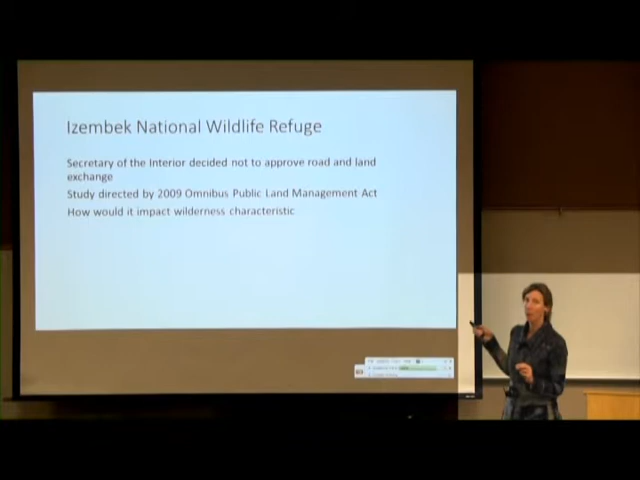 Izembek National Wildlife Refuge
Secretary of the Interior decided not to approve road and land
exchange
Study directed by 2009 Omnibus Public Land Management Act
How would it impact wilderness characteristic